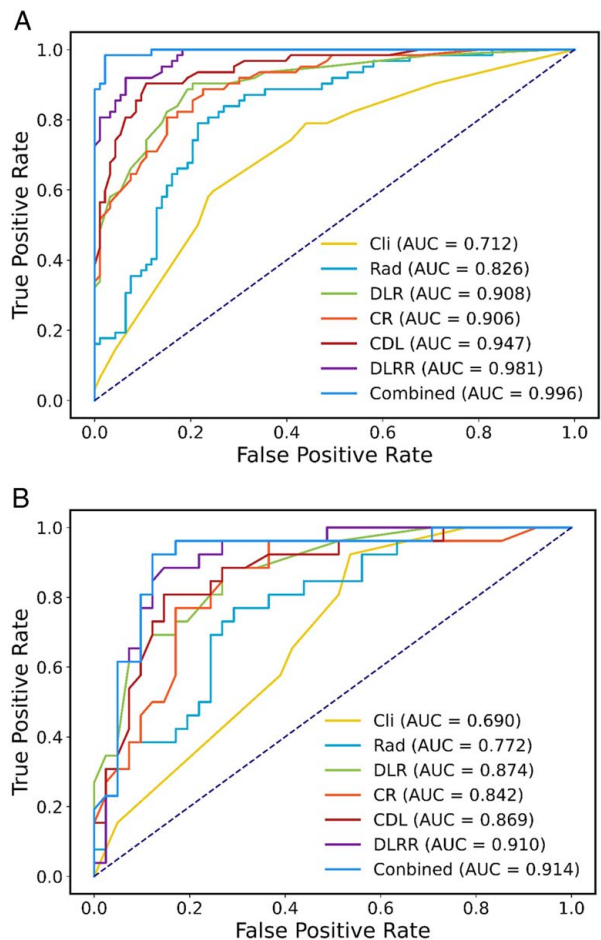 A
1.0
0.8
0.6
0.4
0.2
0.0
True Positive Rate
Cli (AUC = 0.712)
Rad (AUC = 0.826)
DLR (AUC = 0.908)
CR (AUC = 0.906)
CDL (AUC = 0.947)
DLRR (AUC = 0.981)
Combined (AUC = 0.996)
0.0 0.2 0.4 0.6 0.8 1.0
False Positive Rate
B
1.0
0.8
0.6
0.4
0.2
0.0
True Positive Rate
Cli (AUC = 0.690)
Rad (AUC = 0.772)
DLR (AUC = 0.874)
CR (AUC = 0.842)
CDL (AUC = 0.869)
DLRR (AUC = 0.910)
Conbined (AUC = 0.914)
0.0 0.2 0.4 0.6 0.8 1.0
False Positive Rate